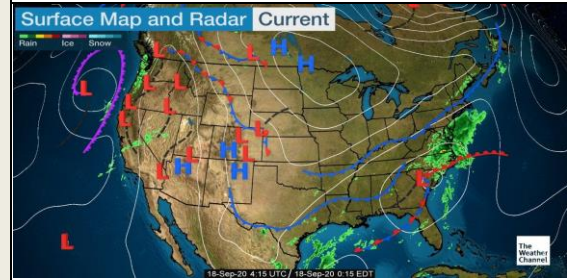 Surface Map and Radar Current
Rain Ice Snow
L
H
H
L
L
L
L
L
L
L
L
L
H
L
H
L
H
L
L
L
The
Weather
Channel
18-Sep-20 4:15 UTC / 18-Sep-20 0:15 EDT